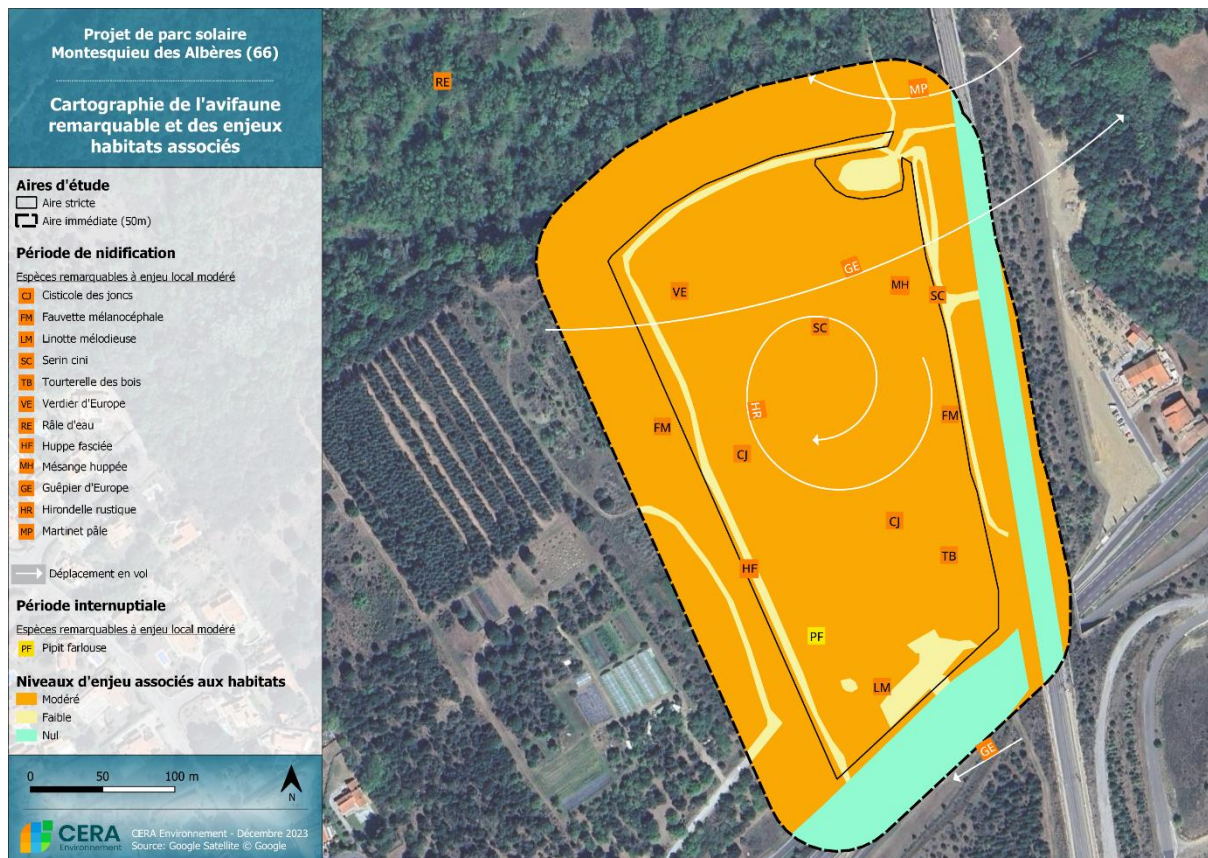 Projet de parc solaire
Montesquieu des Albères (66)
Cartographie de l'avifaune
remarquable et des enjeux
habitats associés
Aires d'étude
Aire stricte
Aire immédiate (50m)
Période de nidification
Espèces remarquables à enjeu local modéré
CJ Cisticole des joncs
FM Fauvette mélanocéphale
LM Linotte mélodieuse
SC Serin cini
TB Tourterelle des bois
VE Verdier d'Europe
RE Râle d'eau
HF Huppe fasciée
MH Mésange huppée
GE Guêpier d'Europe
HR Hirondelle rustique
MP Martinet pâle
Déplacement en vol
Période internuptiale
Espèces remarquables à enjeu local modéré
PF Pipit farlouse
Niveaux d'enjeu associés aux habitats
Modéré
Faible
Nul
0 50 100 m
N
CERA
Environnement
CERA Environnement - Décembre 2023
Source: Google Satellite © Google
RE
MP
GE
VE
MH
SC
SC
HR
FM
FM
CJ
CJ
TB
HF
PF
LM
GE